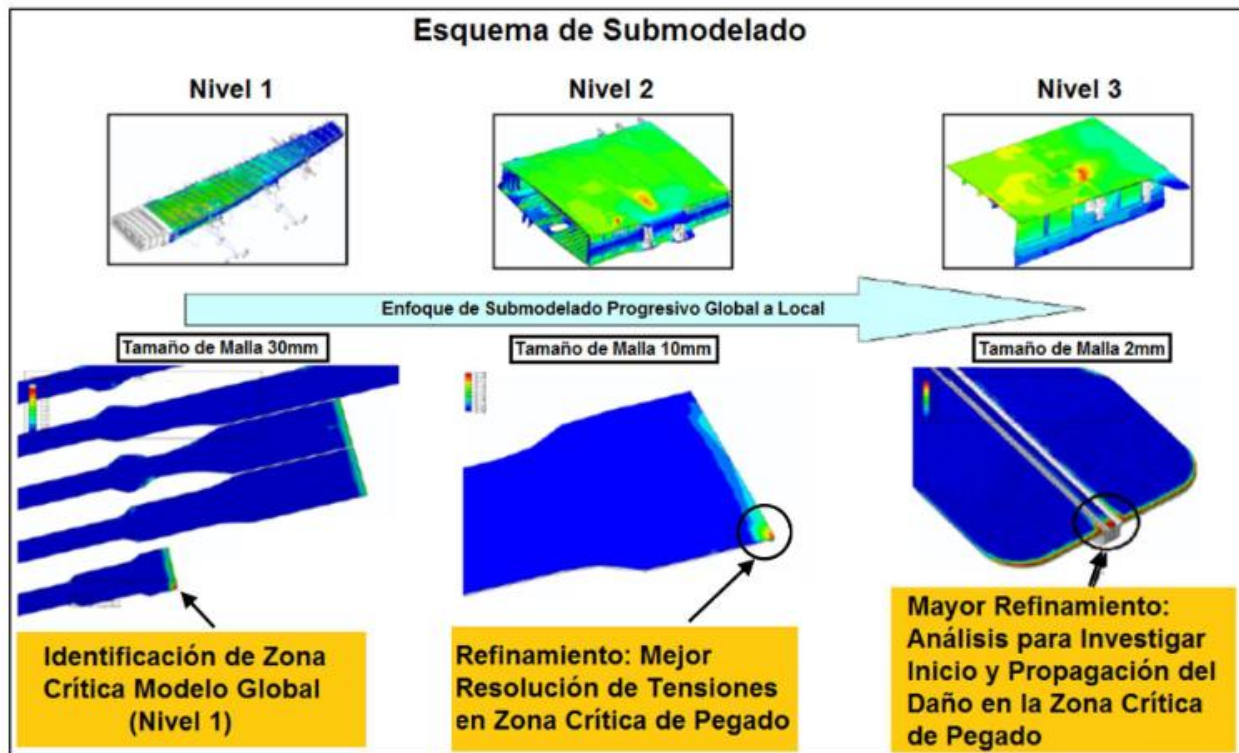 Esquema de Submodelado
Nivel 1
Nivel 2
Nivel 3
Enfoque de Submodelado Progresivo Global a Local
Tamaño de Malla 30mm
Tamaño de Malla 10mm
Tamaño de Malla 2mm
Identificación de Zona
Crítica Modelo Global
(Nivel 1)
Refinamiento: Mejor
Resolución de Tensiones
en Zona Crítica de Pegado
Mayor Refinamiento:
Análisis para Investigar
Inicio y Propagación del
Daño en la Zona Crítica
de Pegado